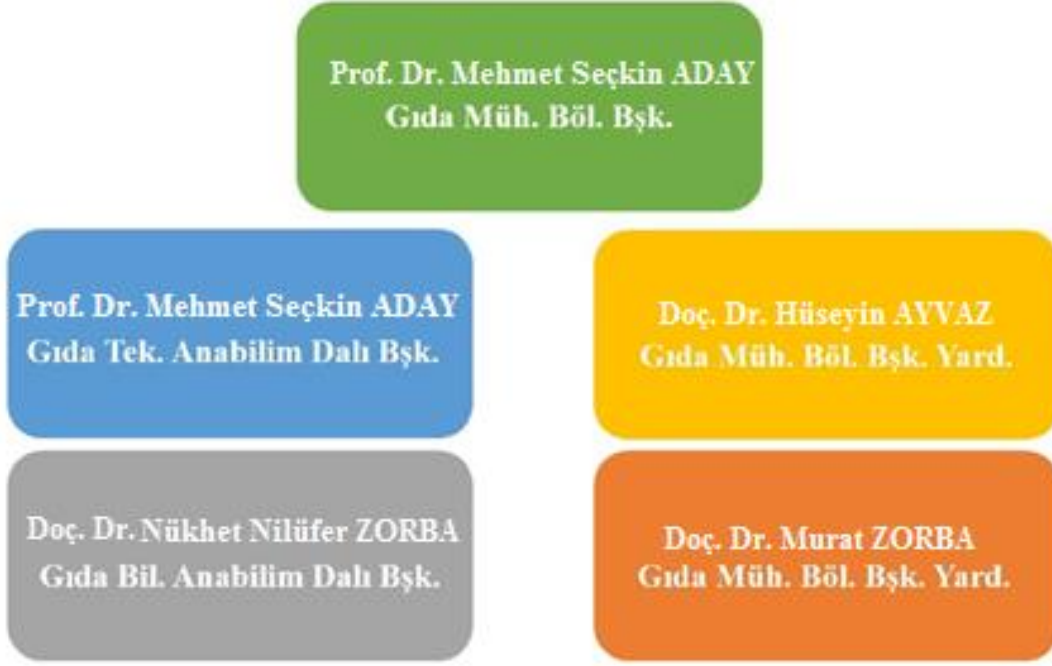 Prof. Dr. Mehmet Seçkin ADAY
Gıda Müh. Böl. Bşk.
Prof. Dr. Mehmet Seçkin ADAY
Gıda Tek. Anabilim Dalı Bşk.
Doç. Dr. Hüseyin AYVAZ
Gıda Müh. Böl. Bşk. Yard.
Doç. Dr. Nükhet Nilüfer ZORBA
Gıda Bil. Anabilim Dalı Bşk.
Doç. Dr. Murat ZORBA
Gıda Müh. Böl. Bşk. Yard.